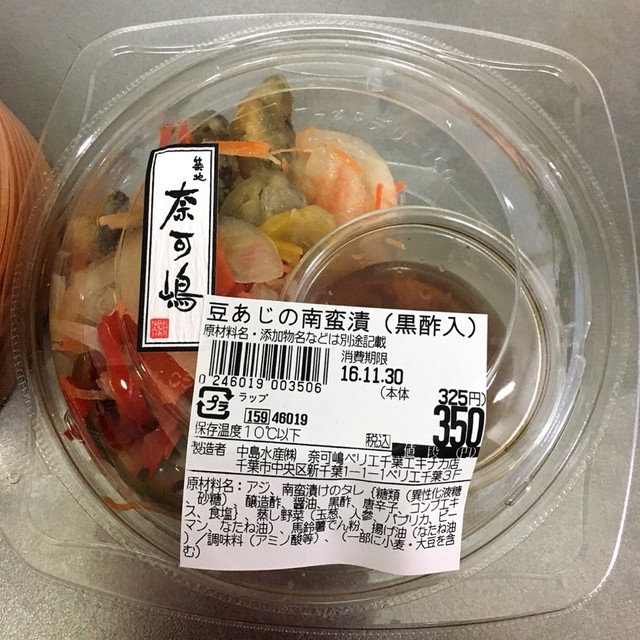 築地
奈可嶋
豆あじの南蛮漬(黒酢入)
原材料名・添加物名などは別途記載
消費期限
16.11.30
0 246019 003506
(本体 325円)
プラ
ラップ
159 46019
税込 350
値段(円)
保存温度10℃以下
製造者 中島水産㈱ 奈可嶋ペリエ千葉エキナカ店
千葉市中央区新千葉1-1-1ペリエ千葉3F
原材料名:アジ、南蛮漬けのタレ{糖類(異性化液糖
、砂糖)、醸造酢、醤油、黒酢、唐辛子、コンブエキ
ス、食塩}、蒸し野菜(玉葱、人参、パプリカ、ピー
マン、なたね油)、馬鈴薯でん粉、揚げ油(なたね油
)/調味料(アミノ酸等)、(一部に小麦・大豆を含
む)